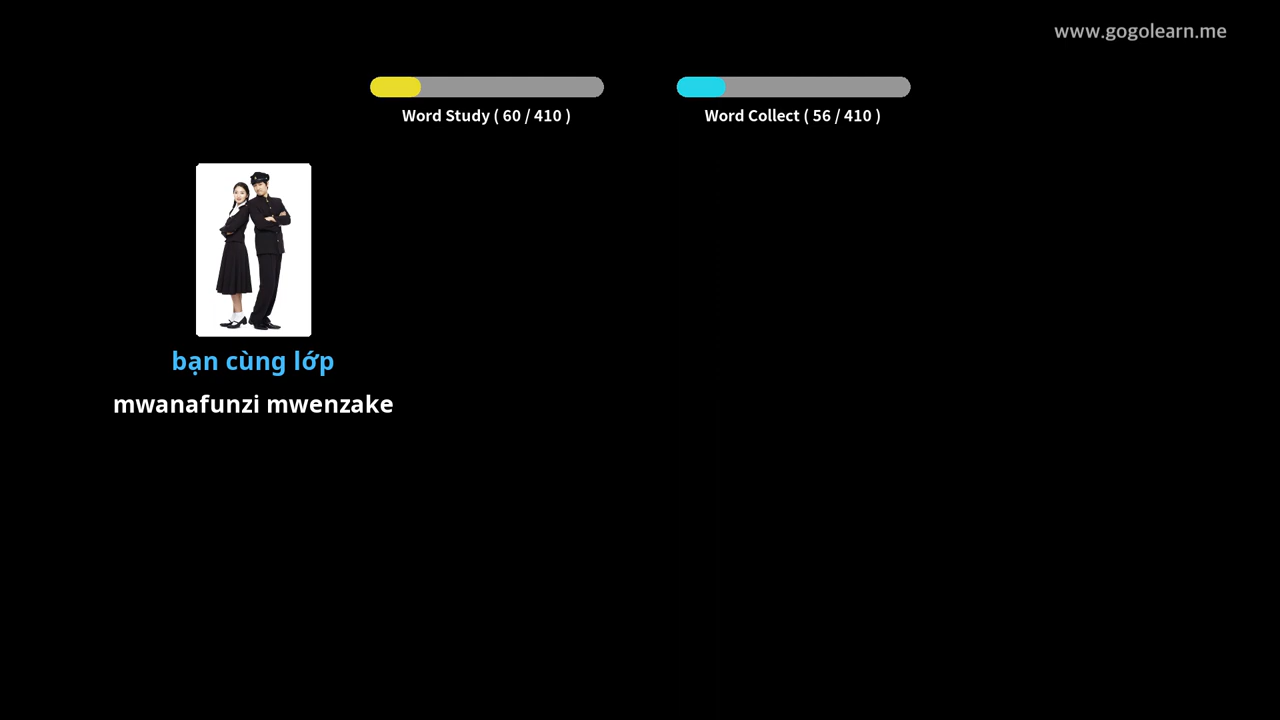 www.gogolearn.me
Word Study ( 60 / 410 )
Word Collect ( 56 / 410 )
bạn cùng lớp
mwanafunzi mwenzake